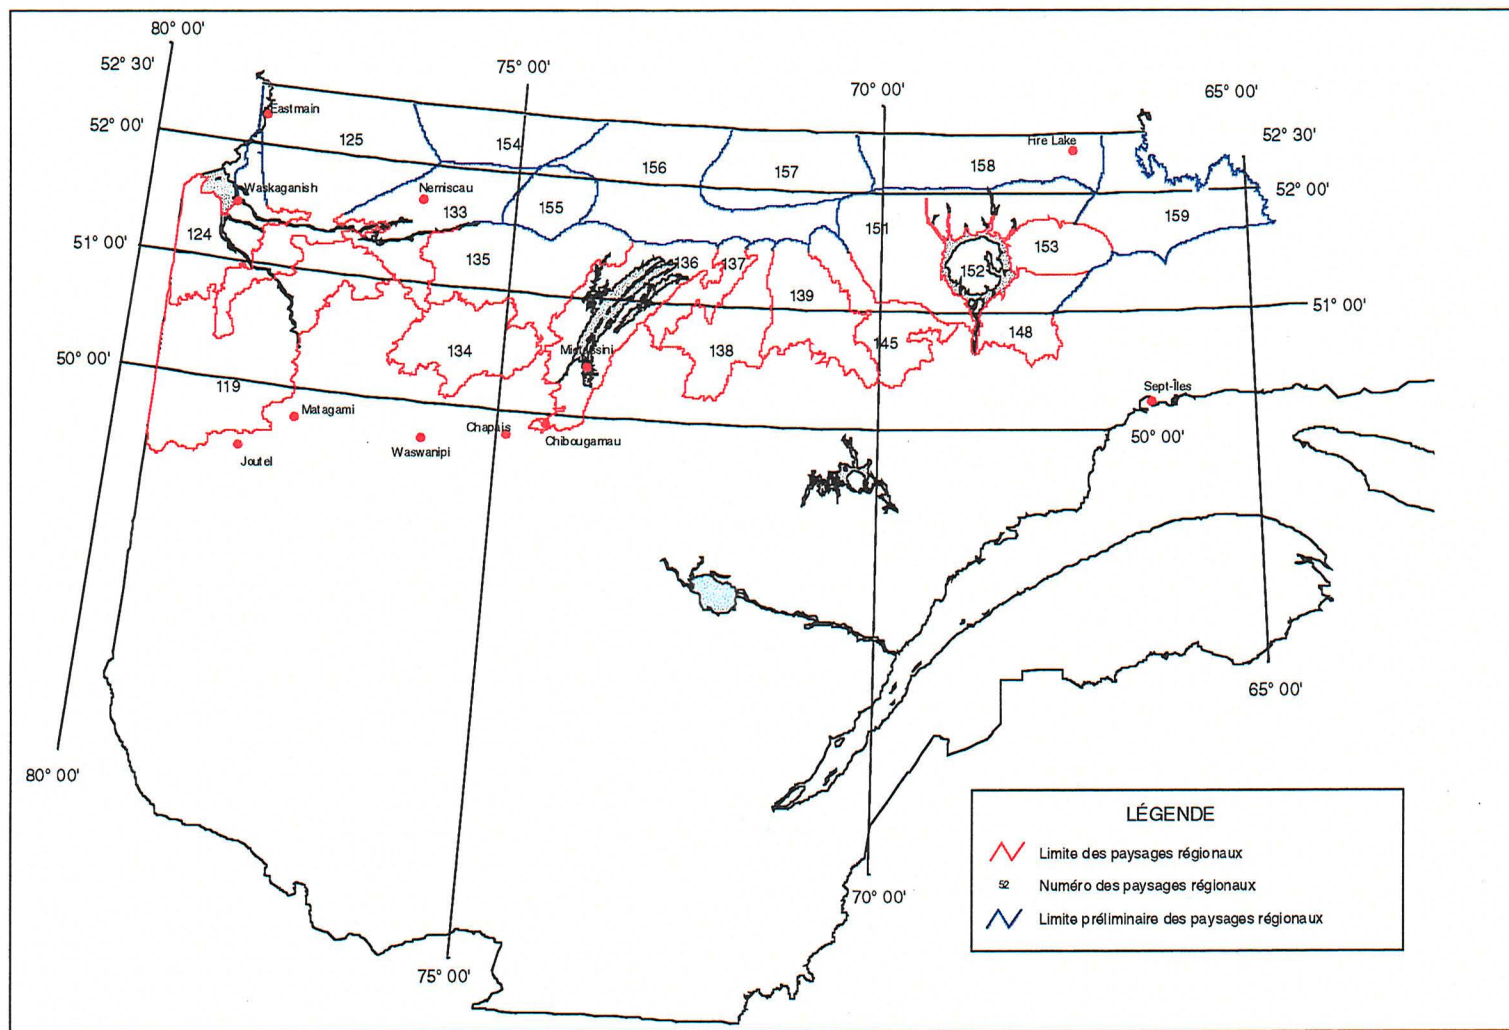 80° 00'
52° 30'
75° 00'
70° 00'
65° 00'
Eastmain
52° 00'
125
154
Fire Lake
52° 30'
156
157
158
Waskaganish
Nemiscau
52° 00'
133
155
159
124
151
51° 00'
153
135
136
137
152
139
51° 00'
148
50° 00'
134
Mistassini
138
145
119
Sept-Îles
Matagami
Chapais
Chibougamau
50° 00'
Joutel
Waswanipi
65° 00'
80° 00'
LÉGENDE
Limite des paysages régionaux
52 Numéro des paysages régionaux
Limite préliminaire des paysages régionaux
70° 00'
75° 00'